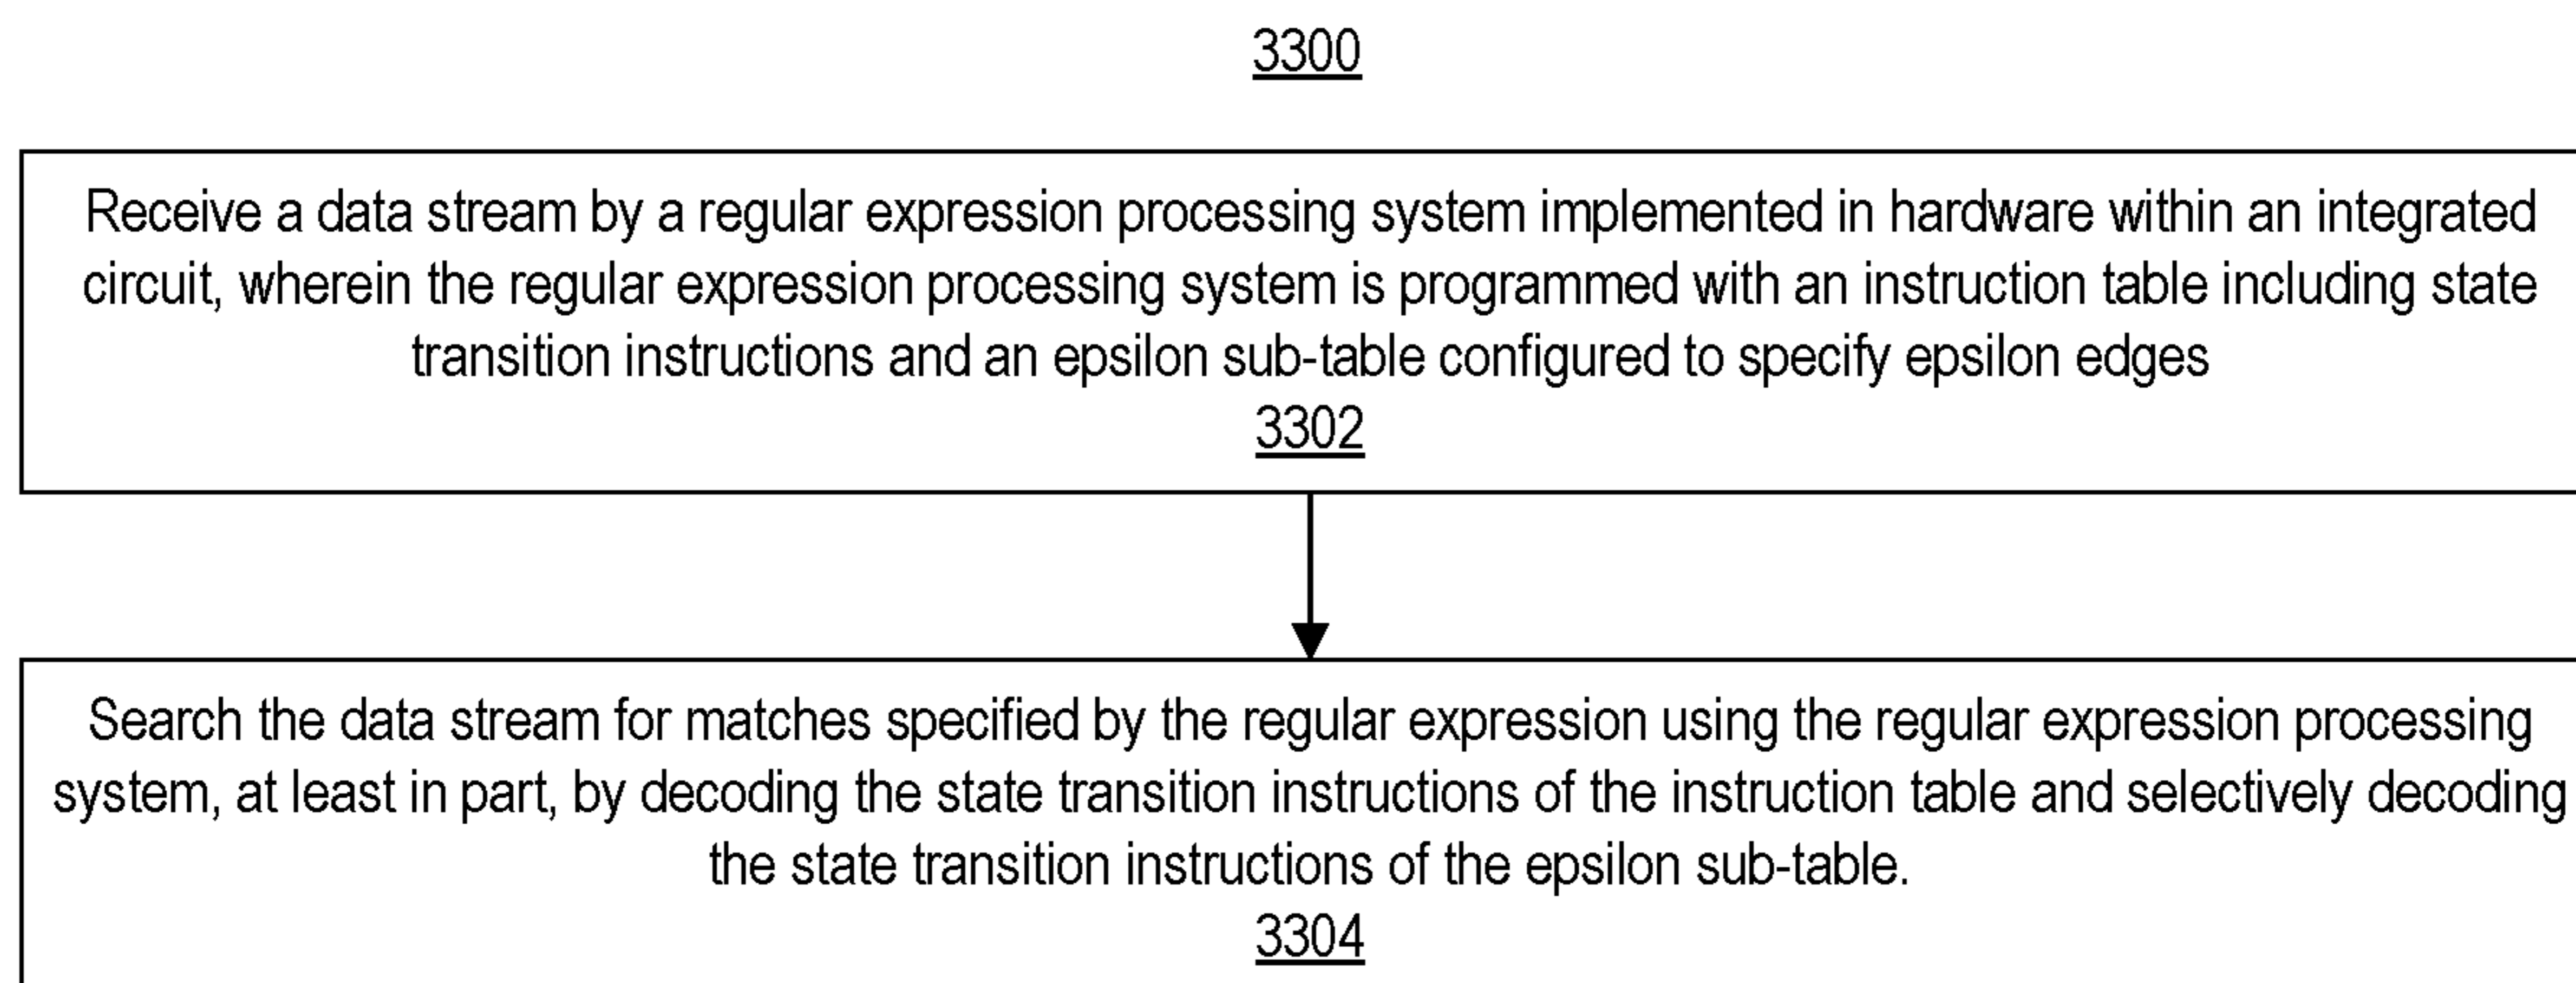 3300
Receive a data stream by a regular expression processing system implemented in hardware within an integrated
circuit, wherein the regular expression processing system is programmed with an instruction table including state
transition instructions and an epsilon sub-table configured to specify epsilon edges
3302
Search the data stream for matches specified by the regular expression using the regular expression processing
system, at least in part, by decoding the state transition instructions of the instruction table and selectively decoding
the state transition instructions of the epsilon sub-table.
3304